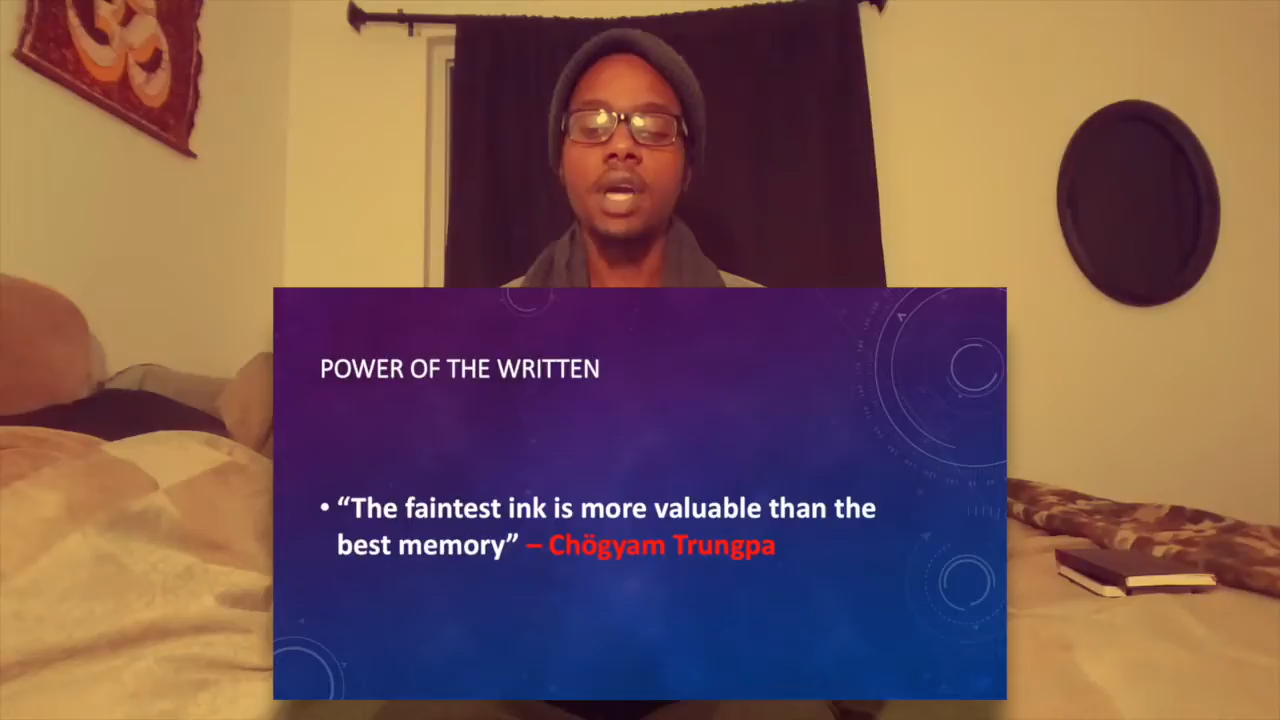 POWER OF THE WRITTEN
• “The faintest ink is more valuable than the
best memory” – Chögyam Trungpa